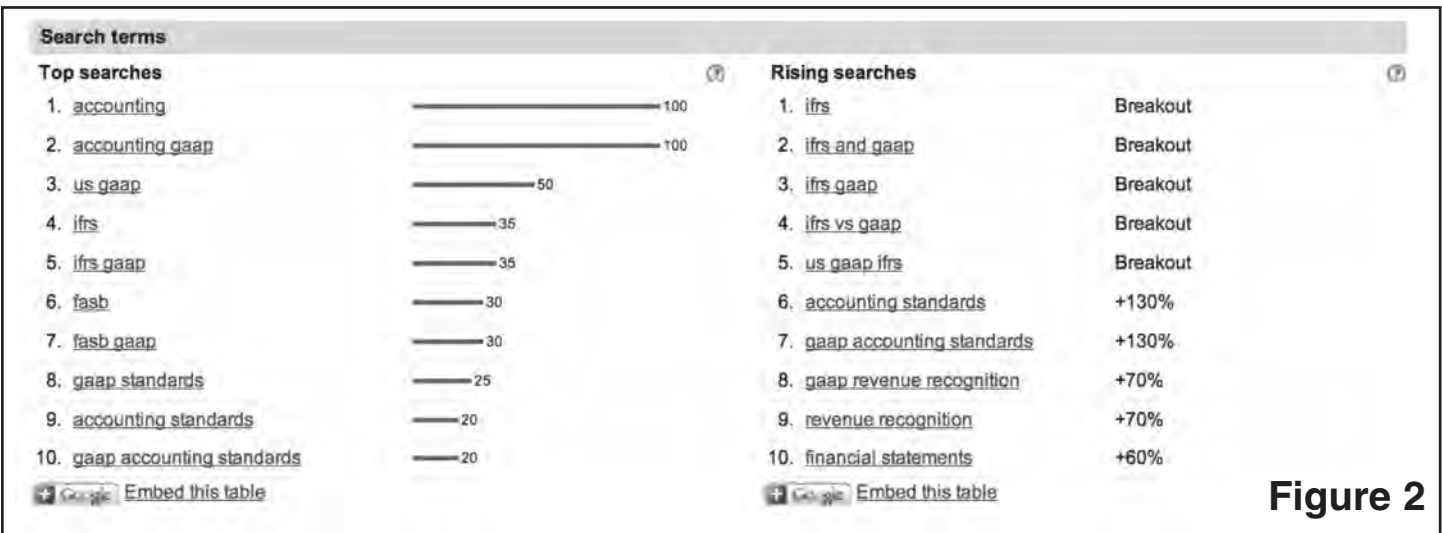 Search terms
Top searches
1. accounting 100
2. accounting gaap 100
3. us gaap 50
4. ifrs 35
5. ifrs gaap 35
6. fasb 30
7. fasb gaap 30
8. gaap standards 25
9. accounting standards 20
10. gaap accounting standards 20
Google Embed this table
Rising searches
1. ifrs Breakout
2. ifrs and gaap Breakout
3. ifrs gaap Breakout
4. ifrs vs gaap Breakout
5. us gaap ifrs Breakout
6. accounting standards +130%
7. gaap accounting standards +130%
8. gaap revenue recognition +70%
9. revenue recognition +70%
10. financial statements +60%
Google Embed this table
Figure 2